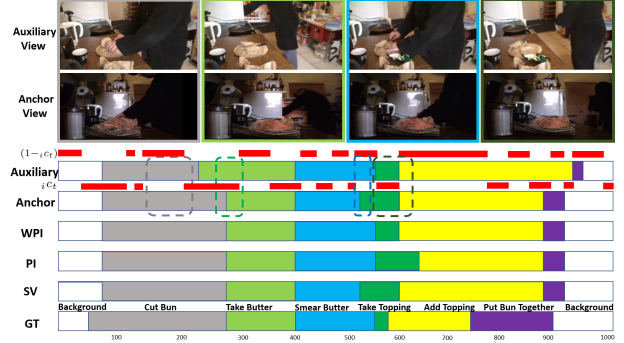 Auxiliary
View
Anchor
View
(1−ᵢcₜ)
Auxiliary
ᵢcₜ
Anchor
WPI
PI
SV
Background Cut Bun Take Butter Smear Butter Take Topping Add Topping Put Bun Together Background
GT
100 200 300 400 500 600 700 800 900 1000